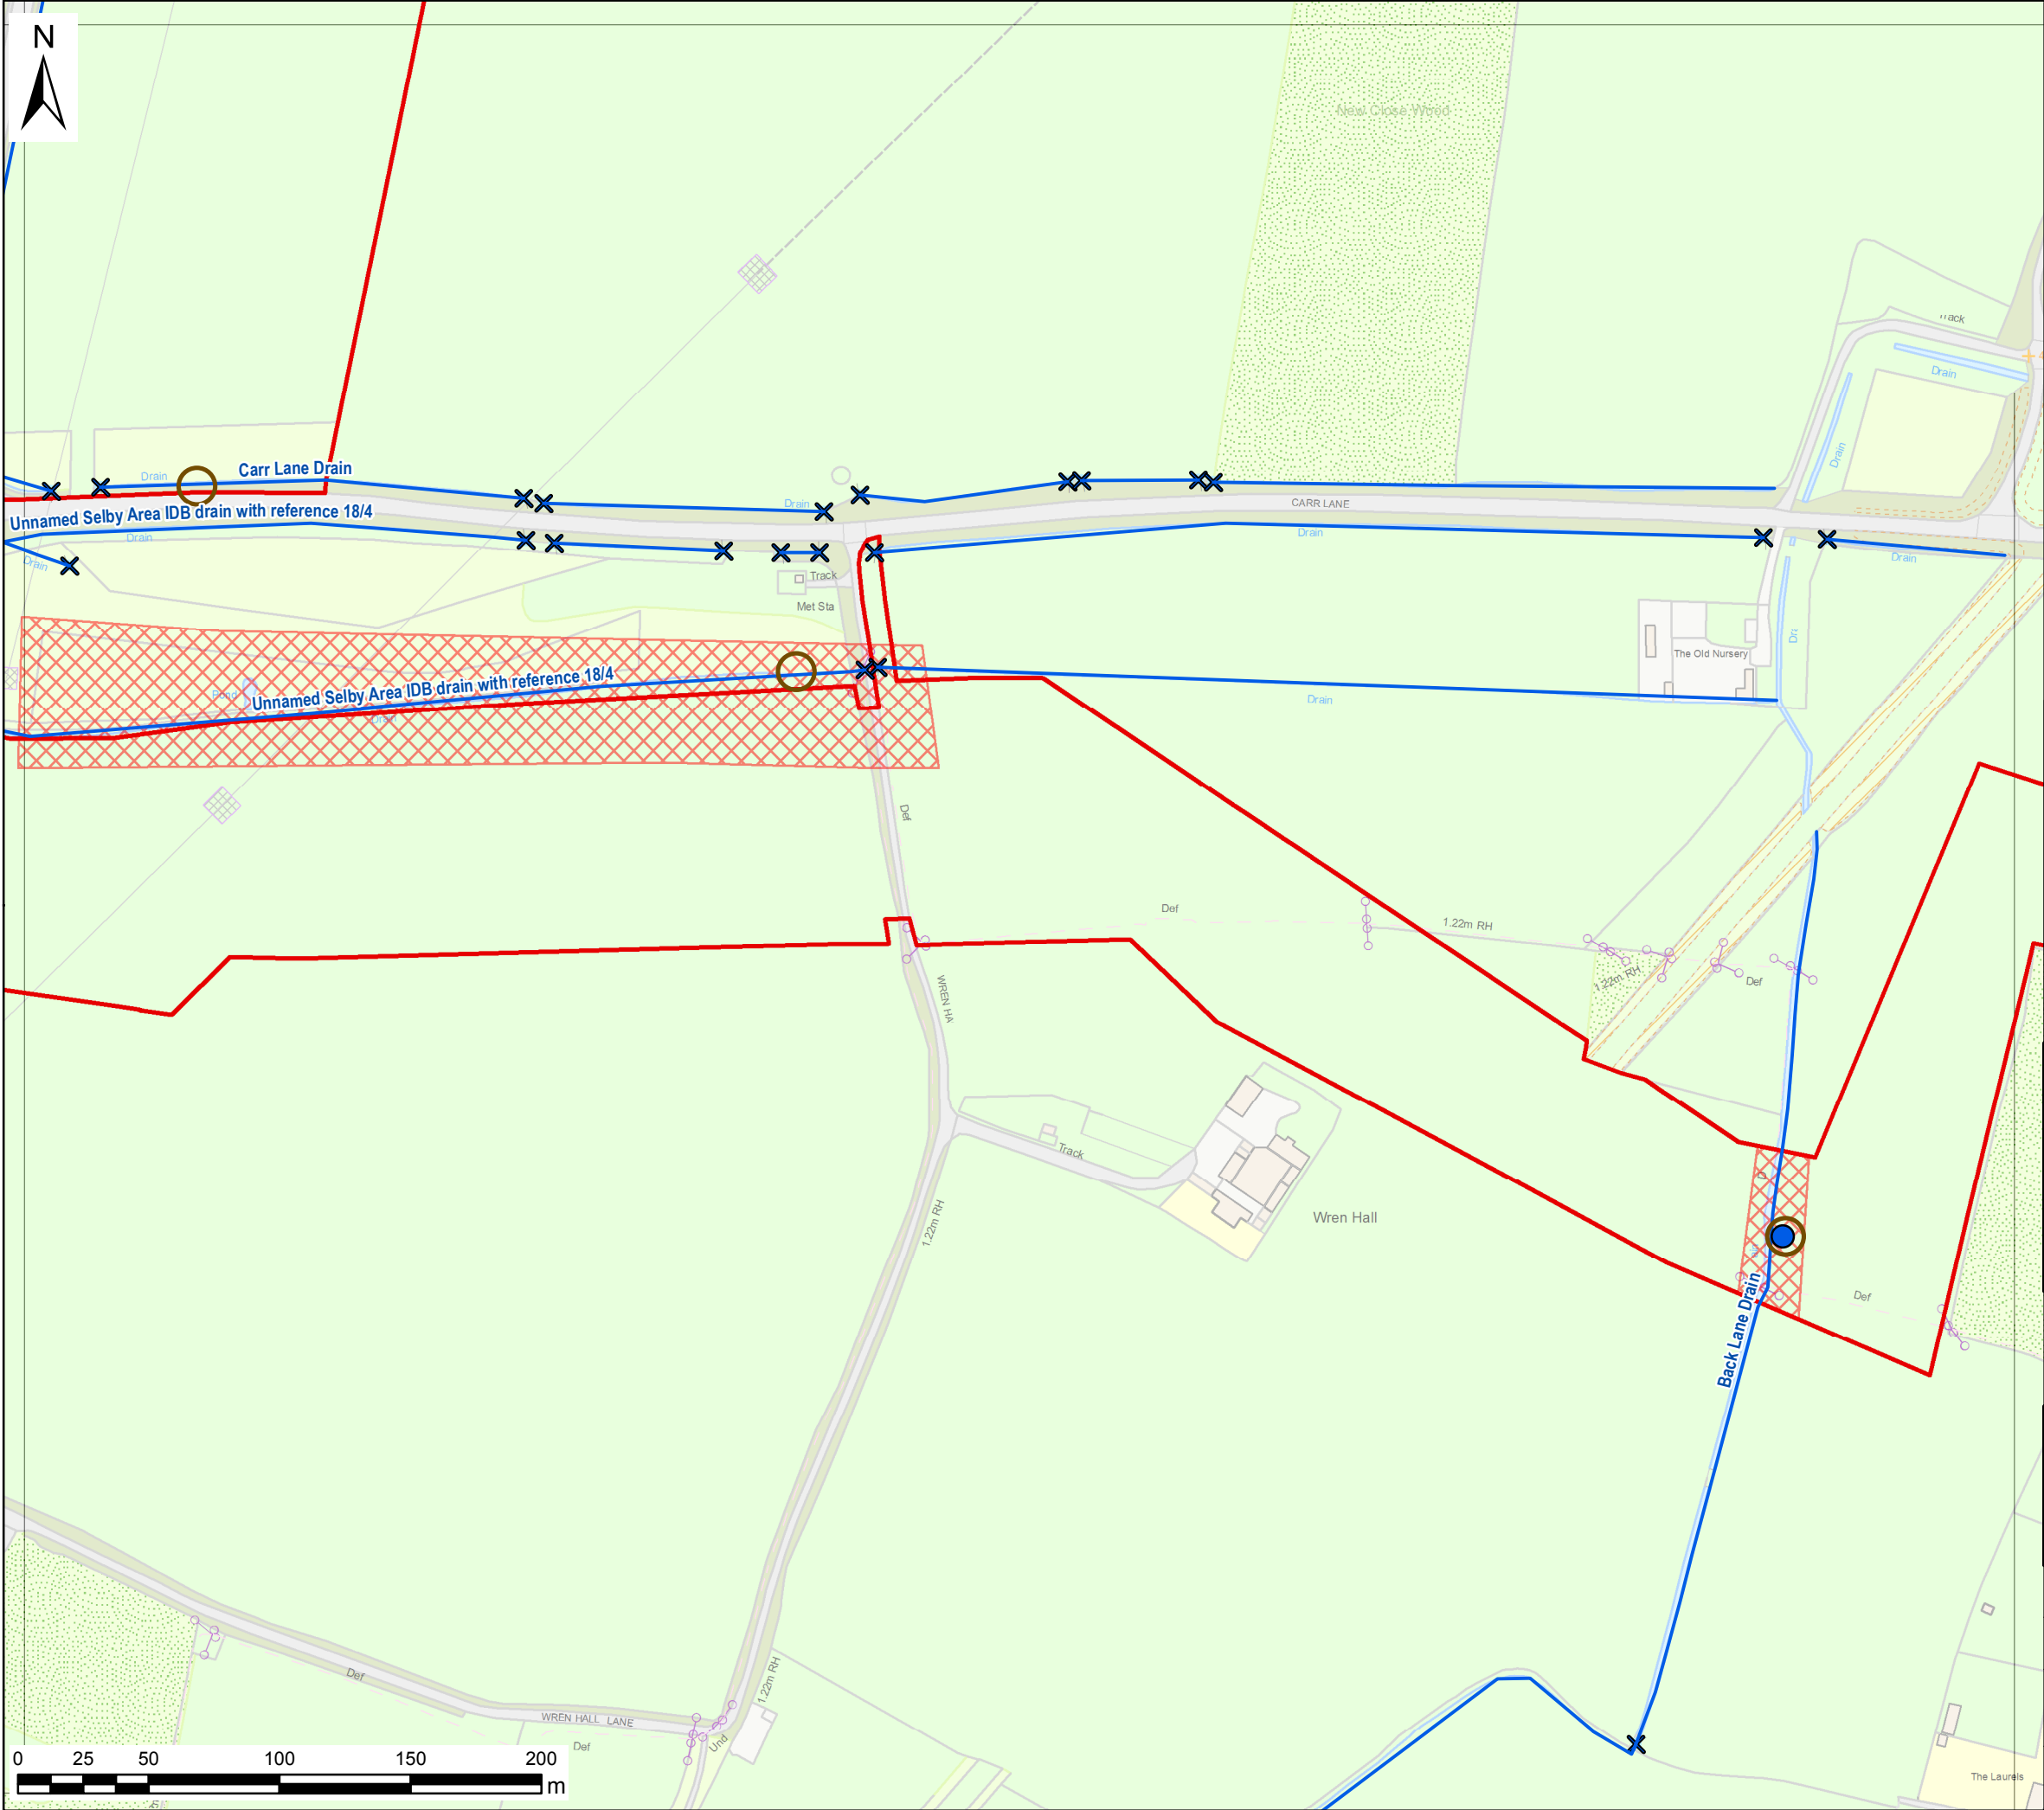 N
New Close Wood
Track
Drain
Drain
Drain
Carr Lane Drain
Drain
CARR LANE
Unnamed Selby Area IDB drain with reference 18/4
Drain
Drain
Drain
Drain
Track
Met Sta
The Old Nursery
Pond
Unnamed Selby Area IDB drain with reference 18/4
Drain
Drain
Def
Def
1.22m RH
1.22m RH
Def
WREN HA
Track
Wren Hall
1.22m RH
Def
Back Lane Drain
Def
WREN HALL LANE
Def
Und
1.22m RH
The Laurels
0 25 50 100 150 200
m